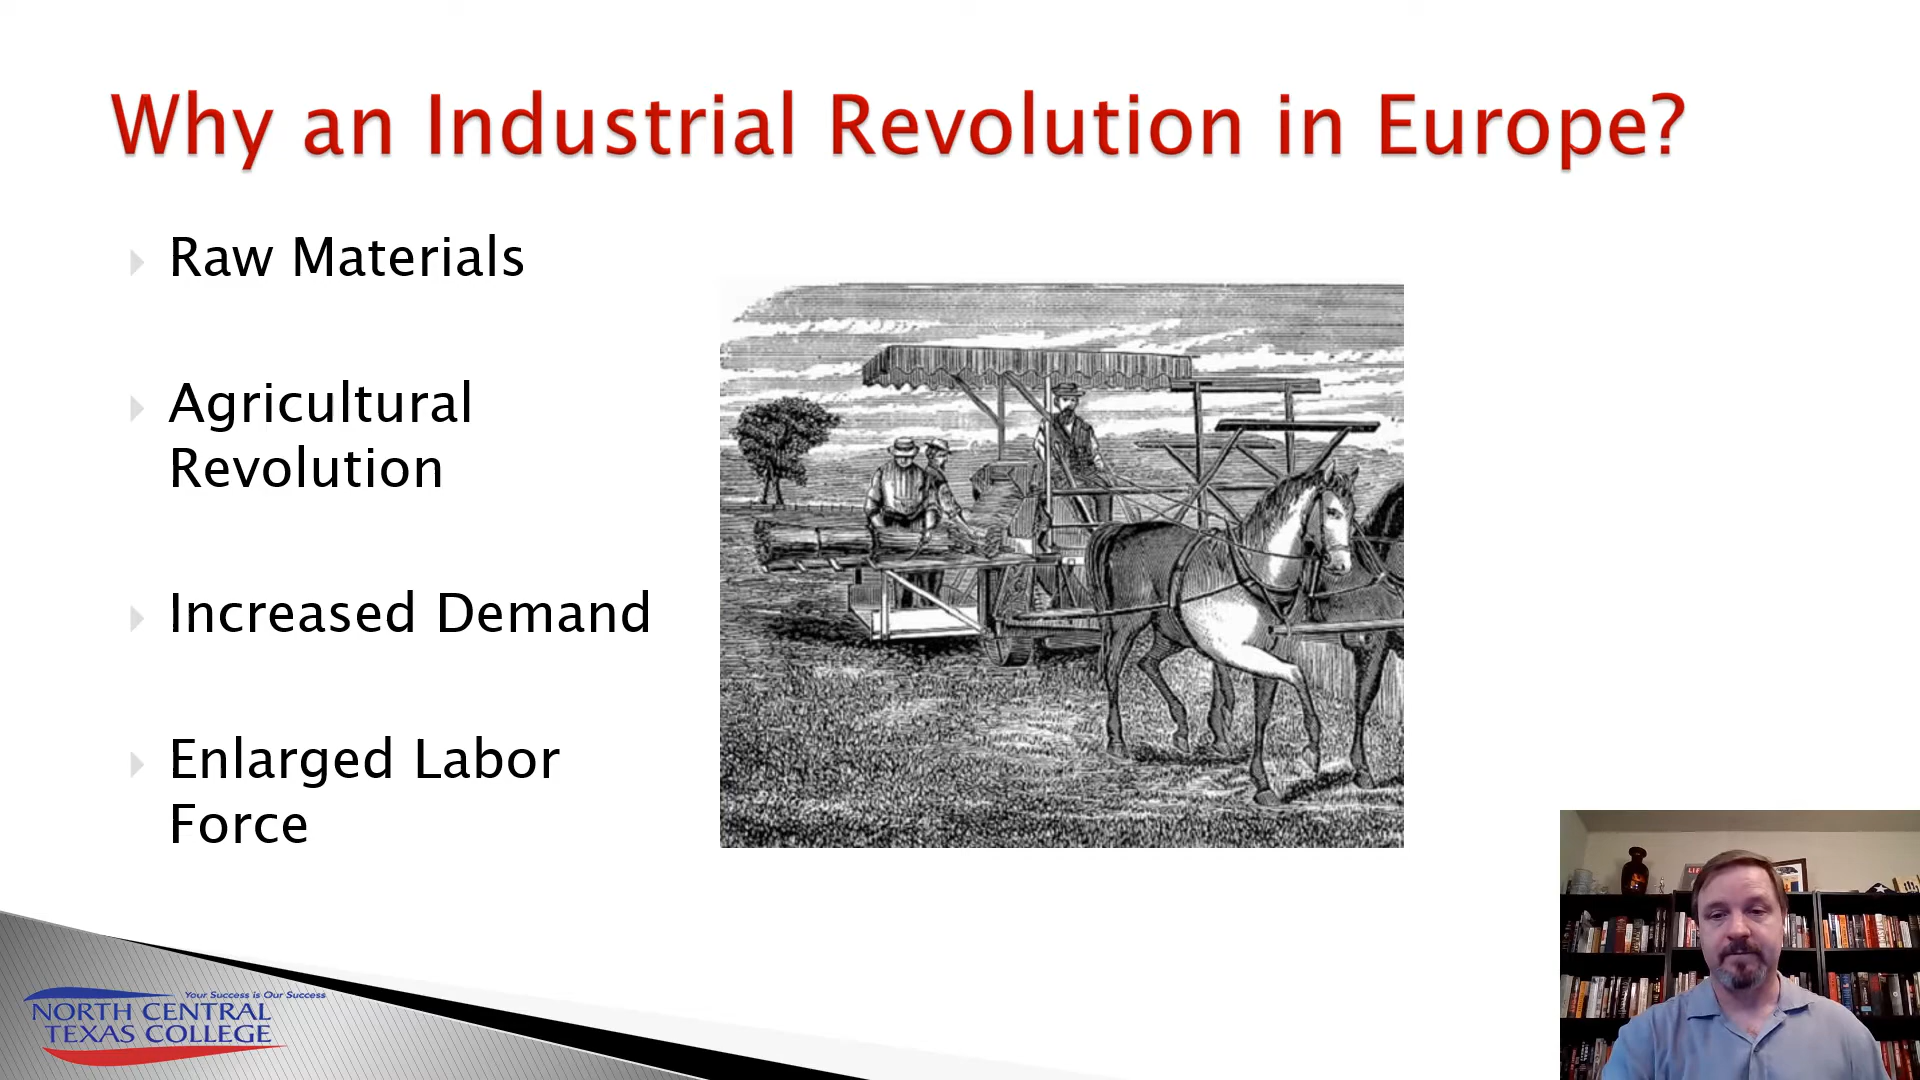 Why an Industrial Revolution in Europe?
Raw Materials
Agricultural
Revolution
Increased Demand
Enlarged Labor
Force
Your Success is Our Success
NORTH CENTRAL
TEXAS COLLEGE